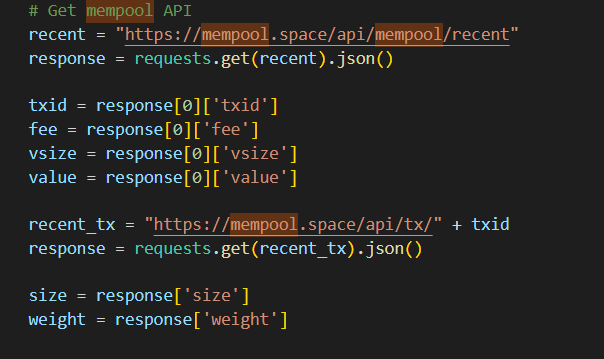 # Get mempool API
recent = "https://mempool.space/api/mempool/recent"
response = requests.get(recent).json()
txid = response[0]['txid']
fee = response[0]['fee']
vsize = response[0]['vsize']
value = response[0]['value']
recent_tx = "https://mempool.space/api/tx/" + txid
response = requests.get(recent_tx).json()
size = response['size']
weight = response['weight']